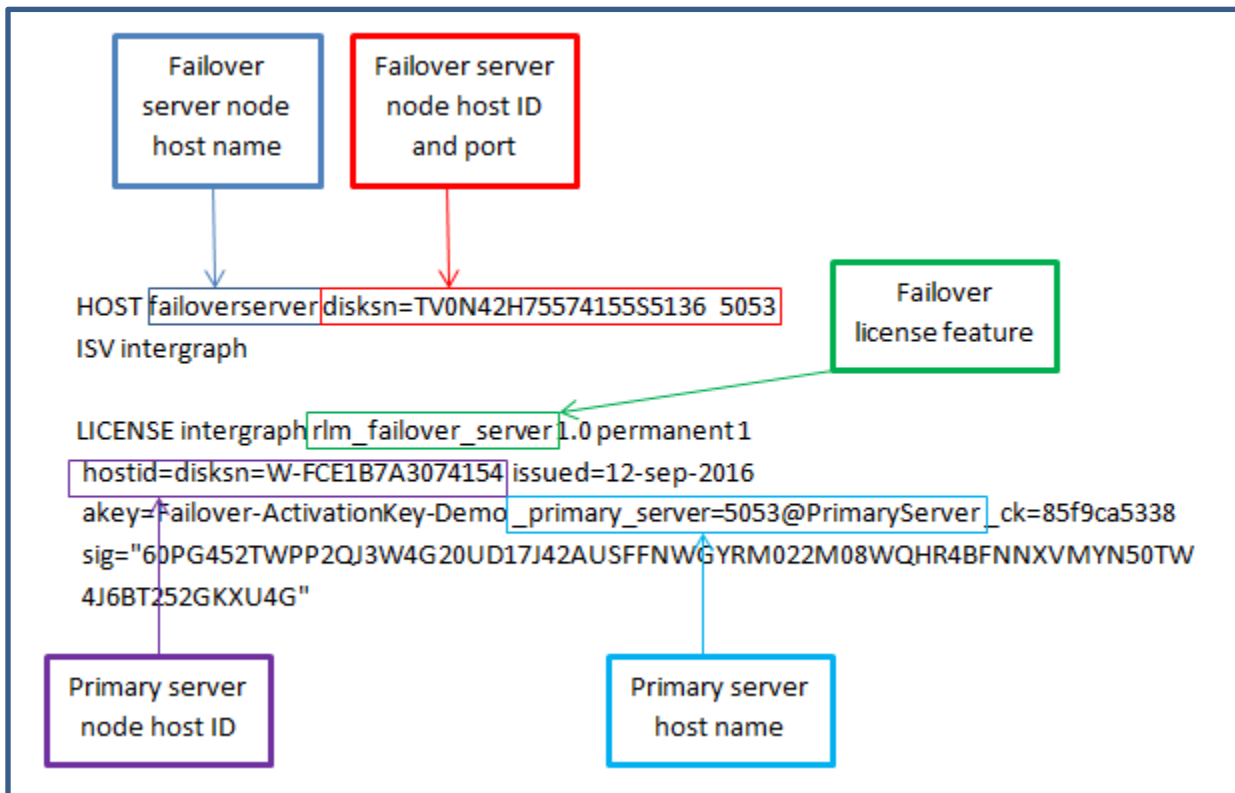 Failover
server node
host name
Failover server
node host ID
and port
HOST failoverserver disksn=TV0N42H75574155S5136 5053
ISV intergraph
Failover
license feature
LICENSE intergraph rlm_failover_server 1.0 permanent 1
hostid=disksn=W-FCE1B7A3074154 issued=12-sep-2016
akey=Failover-ActivationKey-Demo _primary_server=5053@PrimaryServer _ck=85f9ca5338
sig="60PG452TWPP2QJ3W4G20UD17J42AUSFFNWGYRM022M08WQHR4BFNNXVMYN50TW
4J6BT252GKXU4G"
Primary server
node host ID
Primary server
host name